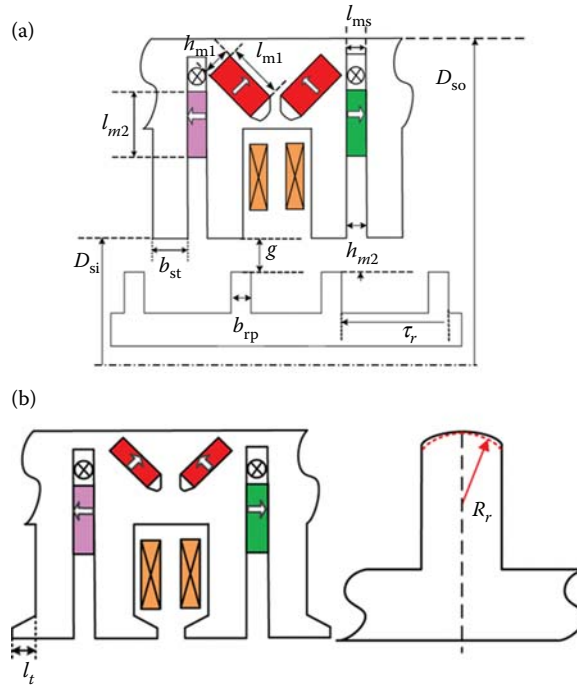 (a)
h_m1
l_m1
l_ms
D_so
l_m2
D_si
b_st
g
h_m2
b_rp
τ_r
(b)
l_t
R_r